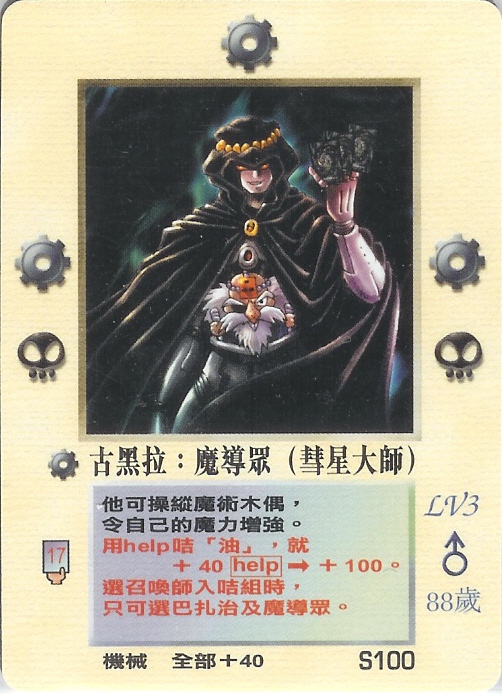 古黑拉：魔導眾（彗星大師）
他可操縱魔術木偶，
令自己的魔力增強。
用help咭「油」，就
＋40 help ➡ ＋100。
選召喚師入咭組時，
只可選巴扎治及魔導眾。
17
LV3
♂
88歲
機械　全部＋40
S100